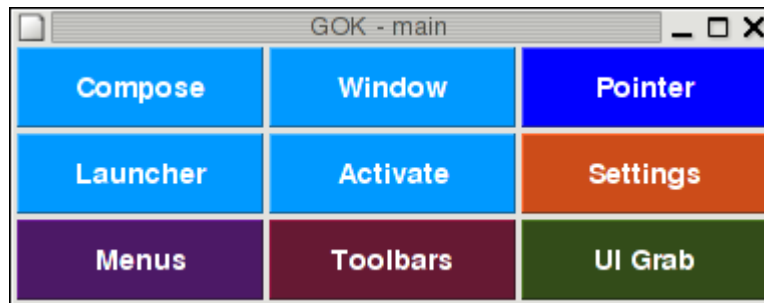 GOK - main
Compose Window Pointer
Launcher Activate Settings
Menus Toolbars UI Grab